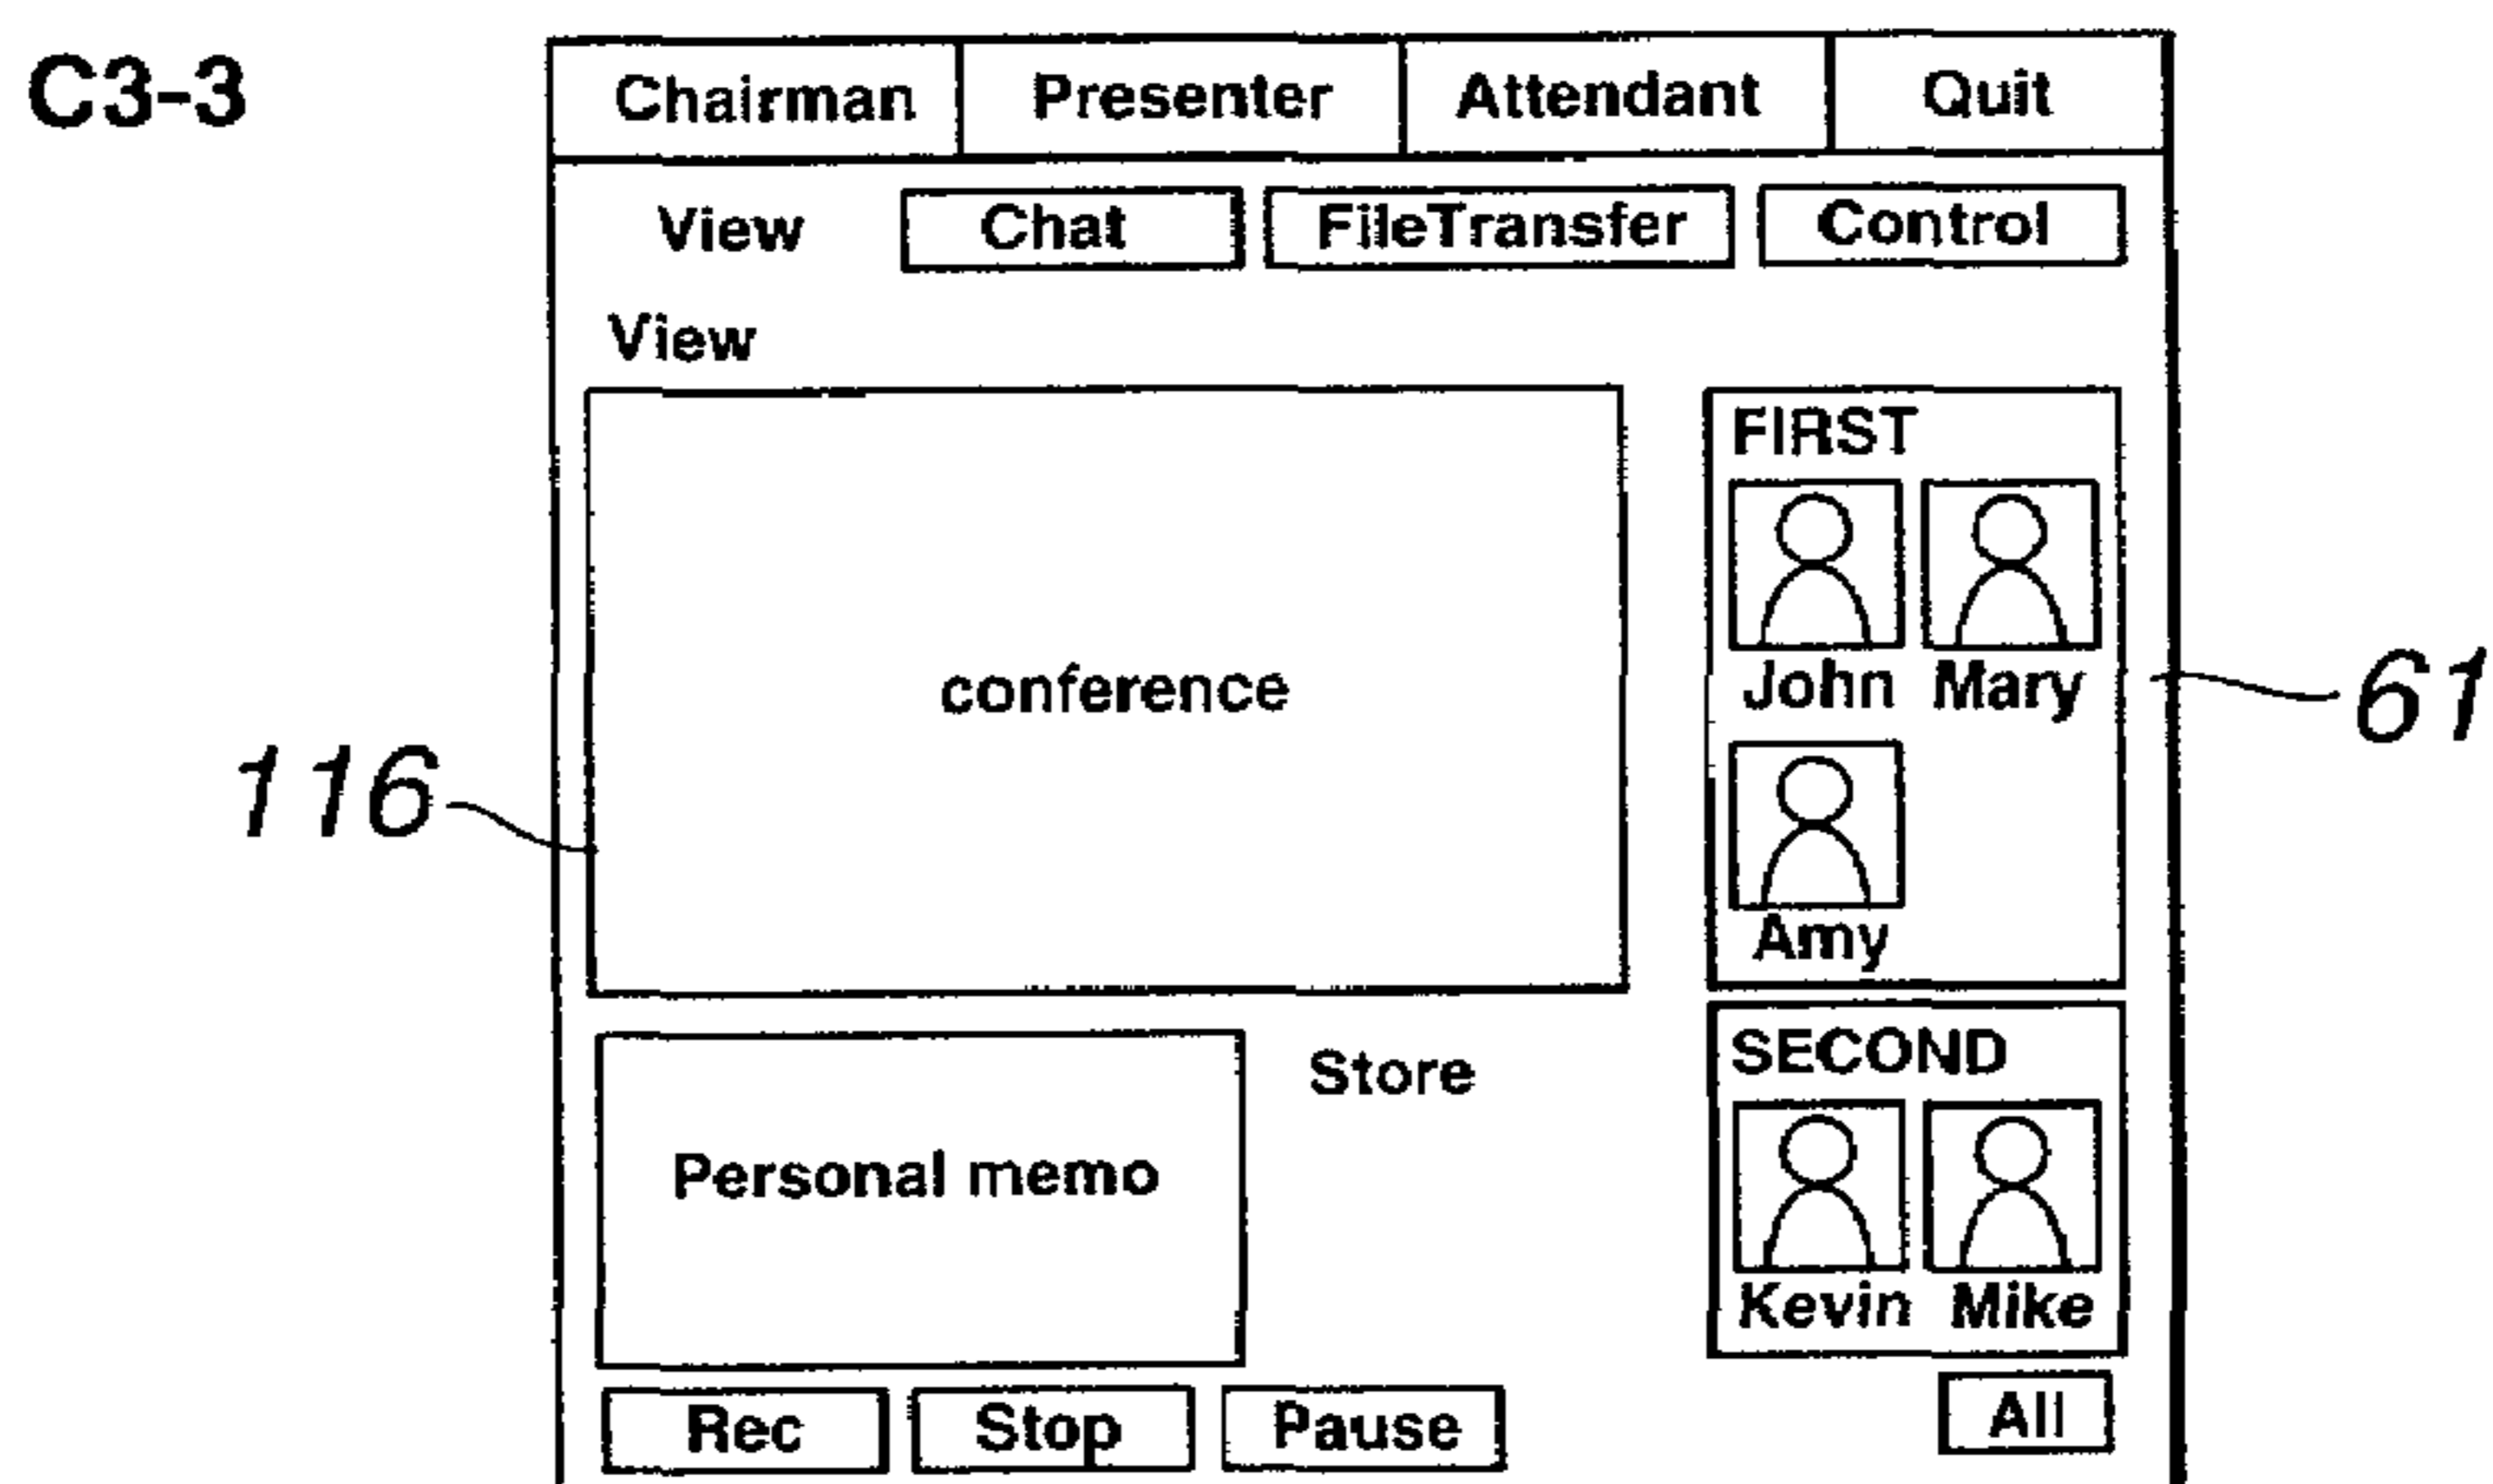 C3-3
Chairman Presenter Attendant Quit
View Chat FileTransfer Control
View
conference
FIRST
John Mary
Amy
116
61
Personal memo
Store
SECOND
Kevin Mike
Rec Stop Pause
All